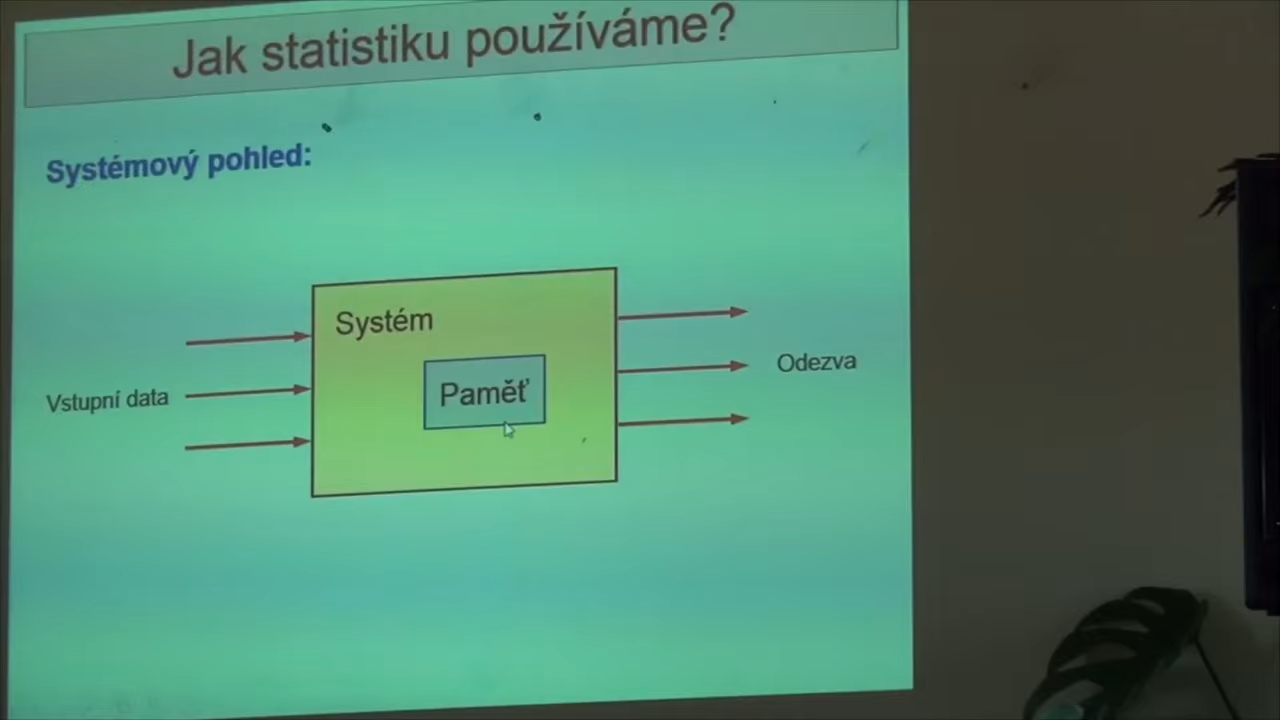 Jak statistiku používáme?
Systémový pohled:
Systém
Paměť
Vstupní data
Odezva